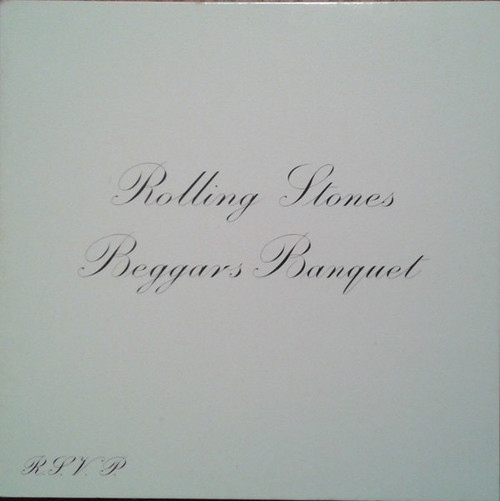 Rolling Stones
Beggars Banquet
R.S.V.P.